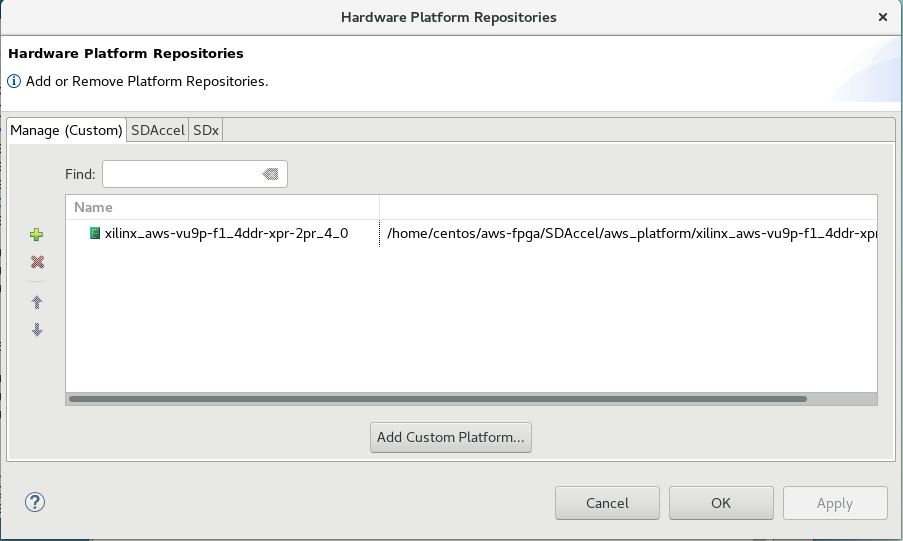 Hardware Platform Repositories
Hardware Platform Repositories
Add or Remove Platform Repositories.
Manage (Custom) SDAccel SDx
Find:
Name
xilinx_aws-vu9p-f1_4ddr-xpr-2pr_4_0 /home/centos/aws-fpga/SDAccel/aws_platform/xilinx_aws-vu9p-f1_4ddr-xpr
Add Custom Platform...
Cancel OK Apply